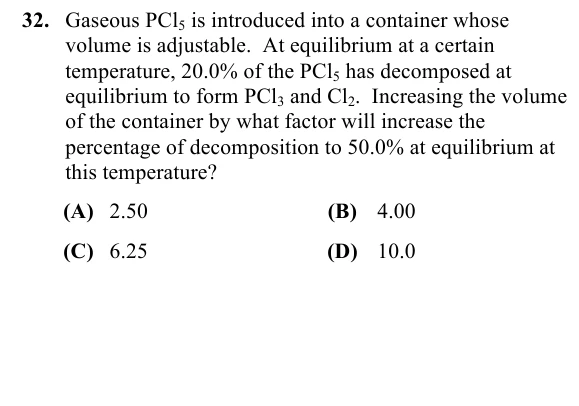 32. Gaseous PCl₅ is introduced into a container whose
volume is adjustable. At equilibrium at a certain
temperature, 20.0% of the PCl₅ has decomposed at
equilibrium to form PCl₃ and Cl₂. Increasing the volume
of the container by what factor will increase the
percentage of decomposition to 50.0% at equilibrium at
this temperature?
(A) 2.50 (B) 4.00
(C) 6.25 (D) 10.0